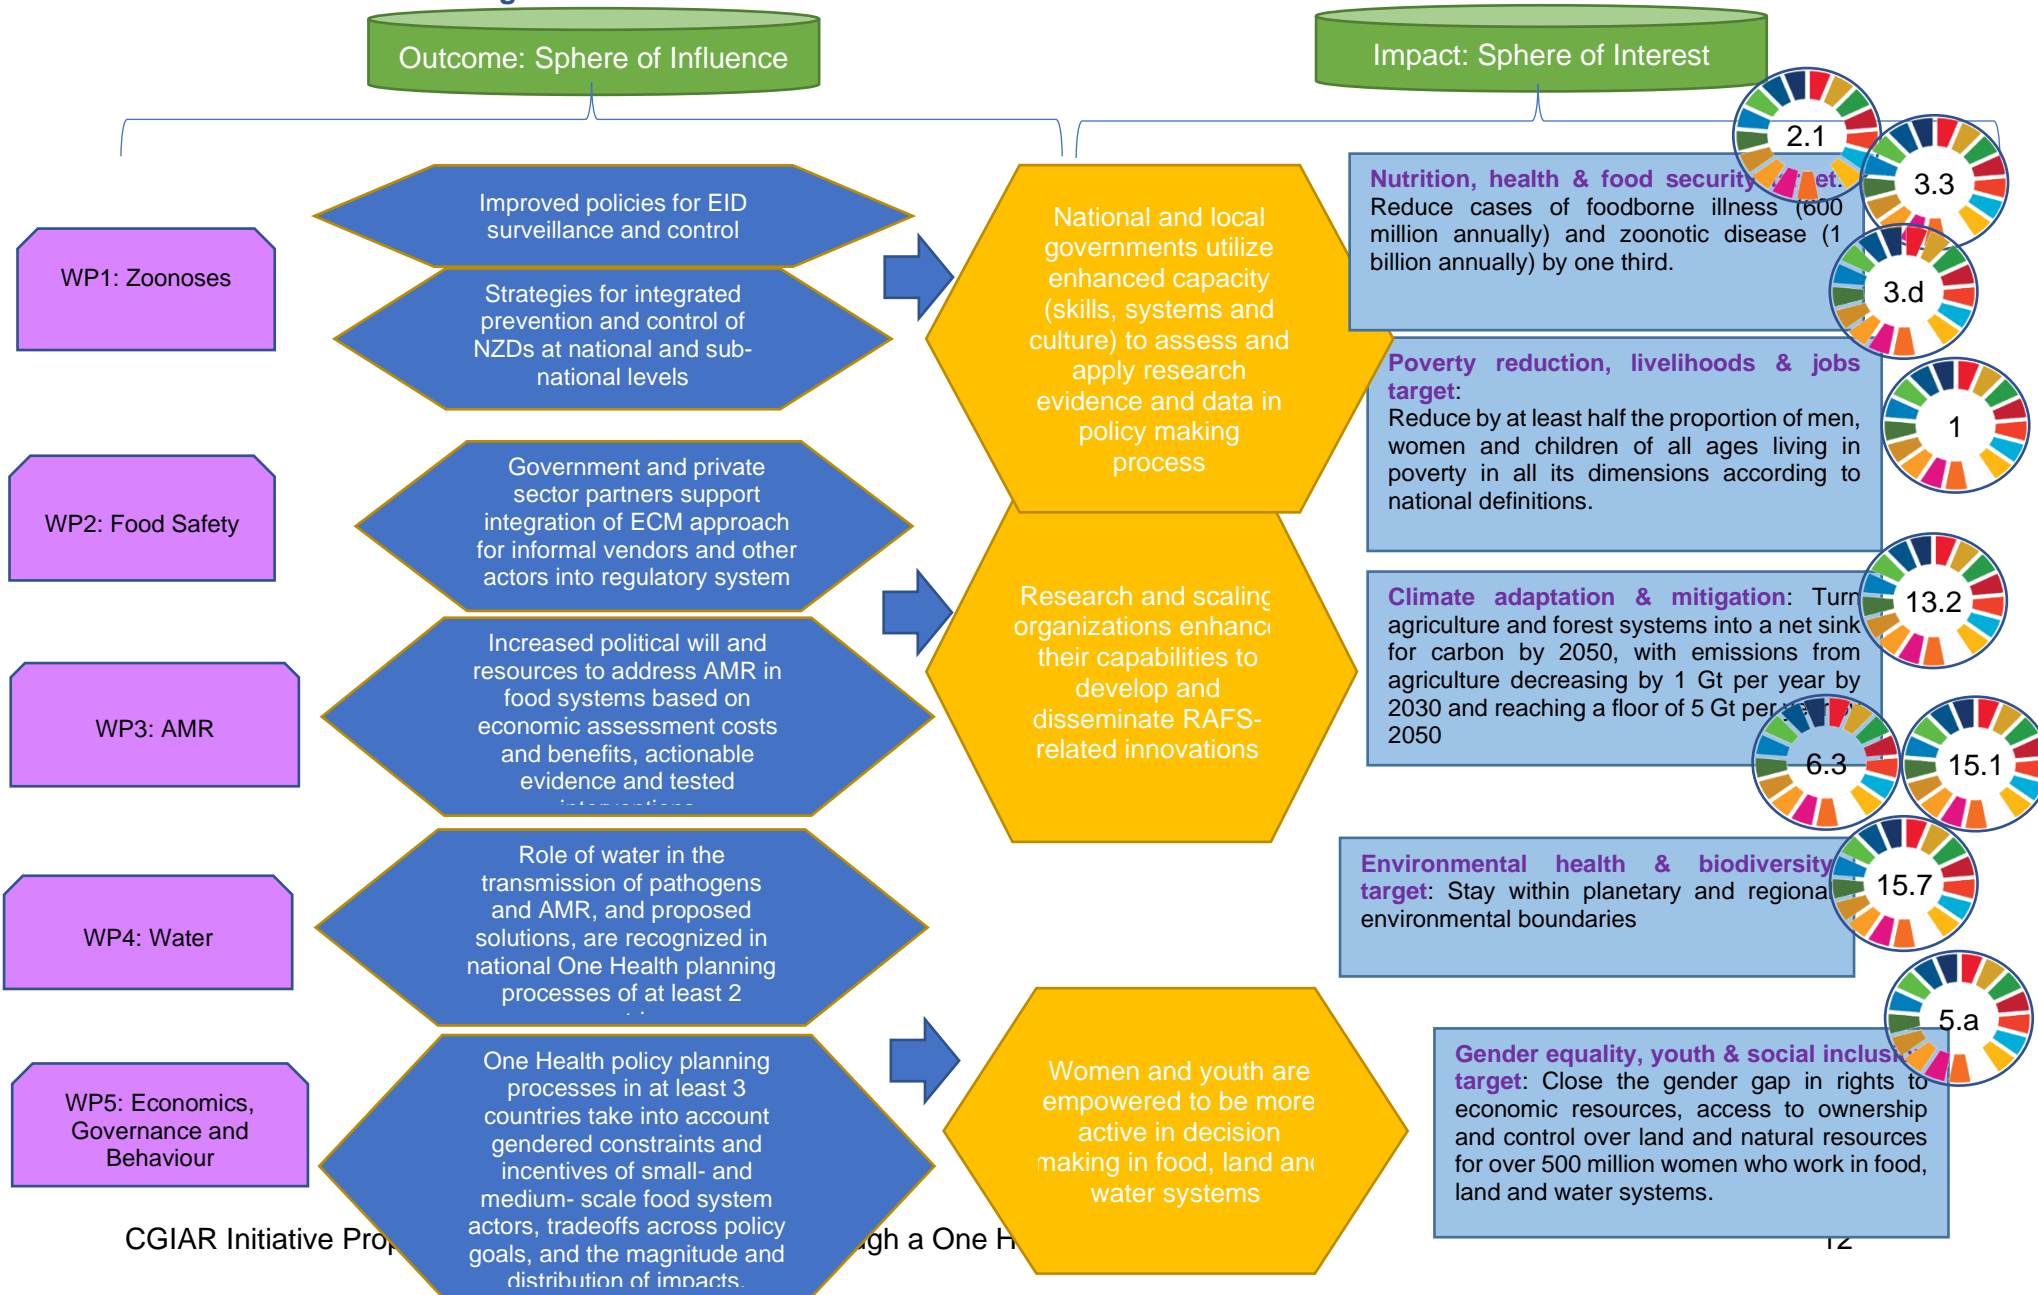 Outcome: Sphere of Influence
Impact: Sphere of Interest
WP1: Zoonoses
WP2: Food Safety
WP3: AMR
WP4: Water
WP5: Economics,
Governance and
Behaviour
Improved policies for EID
surveillance and control
Strategies for integrated
prevention and control of
NZDs at national and sub-
national levels
Government and private
sector partners support
integration of ECM approach
for informal vendors and other
actors into regulatory system
Increased political will and
resources to address AMR in
food systems based on
economic assessment costs
and benefits, actionable
evidence and tested
Role of water in the
transmission of pathogens
and AMR, and proposed
solutions, are recognized in
national One Health planning
processes of at least 2
One Health policy planning
processes in at least 3
countries take into account
gendered constraints and
incentives of small- and
medium- scale food system
actors, tradeoffs across policy
goals, and the magnitude and
distribution of impacts.
National and local
governments utilize
enhanced capacity
(skills, systems and
culture) to assess and
apply research
evidence and data in
policy making
process
Research and scaling
organizations enhance
their capabilities to
develop and
disseminate RAFS-
related innovations
Women and youth are
empowered to be more
active in decision
making in food, land and
water systems
Nutrition, health & food security
Reduce cases of foodborne illness (600
million annually) and zoonotic disease (1
billion annually) by one third.
Poverty reduction, livelihoods & jobs
target:
Reduce by at least half the proportion of men,
women and children of all ages living in
poverty in all its dimensions according to
national definitions.
Climate adaptation & mitigation: Turn
agriculture and forest systems into a net sink
for carbon by 2050, with emissions from
agriculture decreasing by 1 Gt per year by
2030 and reaching a floor of 5 Gt per
2050
Environmental health & biodiversity
target: Stay within planetary and regional
environmental boundaries
Gender equality, youth & social
target: Close the gender gap in rights to
economic resources, access to ownership
and control over land and natural resources
for over 500 million women who work in food,
land and water systems.
2.1
3.3
3.d
1
13.2
6.3
15.1
15.7
5.a
CGIAR Initiative
a One
12